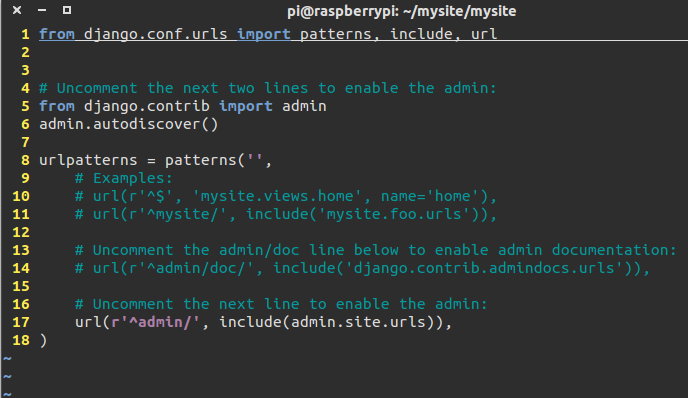 pi@raspberrypi: ~/mysite/mysite
1 from django.conf.urls import patterns, include, url
2
3
4 # Uncomment the next two lines to enable the admin:
5 from django.contrib import admin
6 admin.autodiscover()
7
8 urlpatterns = patterns('',
9     # Examples:
10     # url(r'^$', 'mysite.views.home', name='home'),
11     # url(r'^mysite/', include('mysite.foo.urls')),
12
13     # Uncomment the admin/doc line below to enable admin documentation:
14     # url(r'^admin/doc/', include('django.contrib.admindocs.urls')),
15
16     # Uncomment the next line to enable the admin:
17     url(r'^admin/', include(admin.site.urls)),
18 )
~
~
~